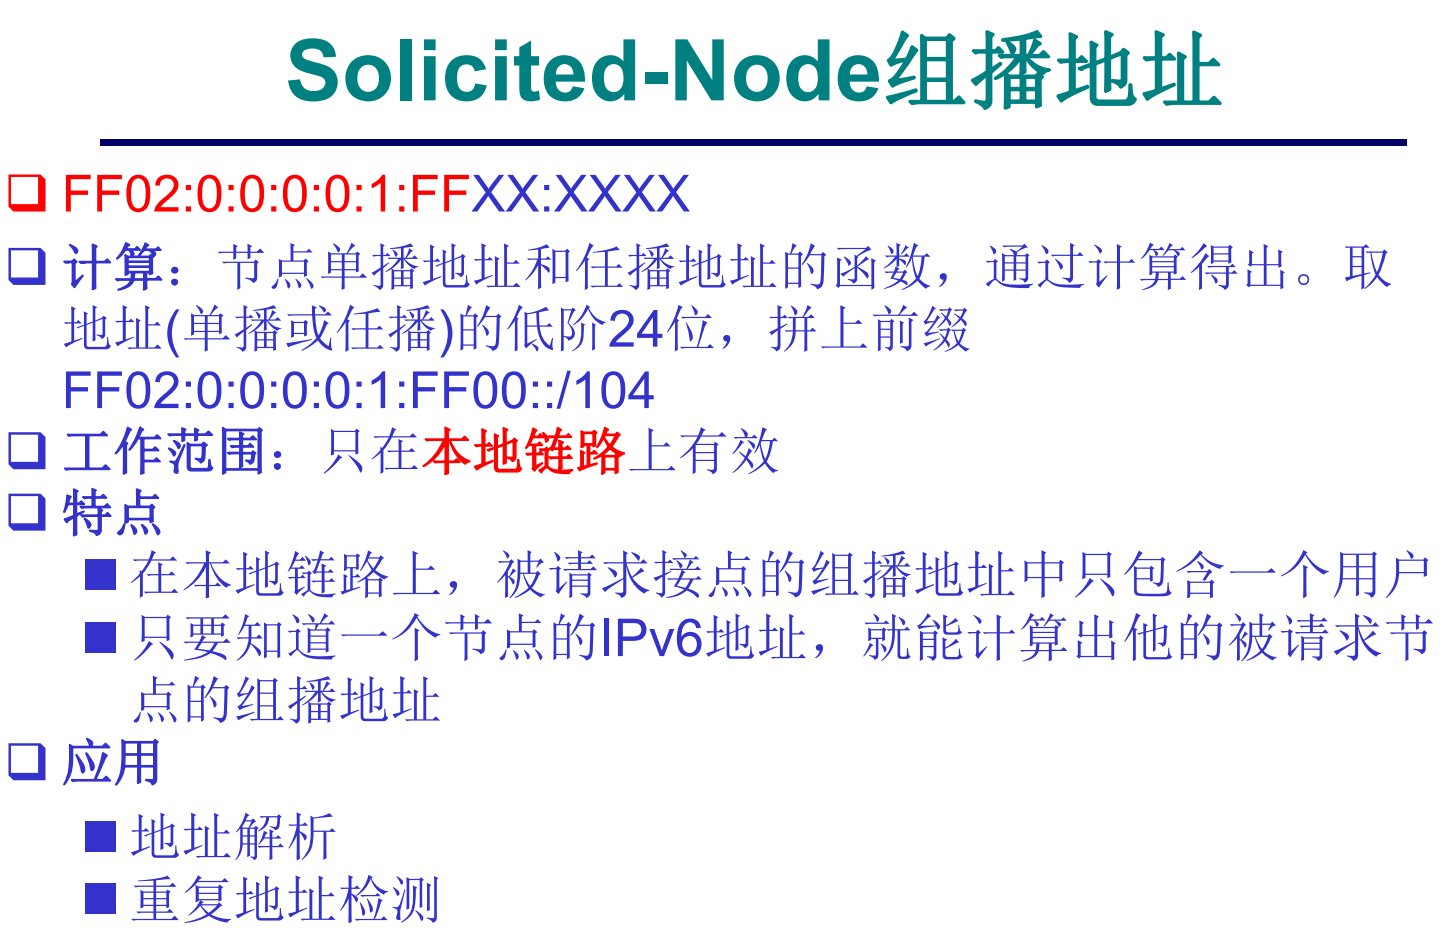 Solicited-Node组播地址
FF02:0:0:0:0:1:FFXX:XXXX
计算：节点单播地址和任播地址的函数，通过计算得出。取
地址(单播或任播)的低阶24位，拼上前缀
FF02:0:0:0:0:1:FF00::/104
工作范围：只在本地链路上有效
特点
在本地链路上，被请求接点的组播地址中只包含一个用户
只要知道一个节点的IPv6地址，就能计算出他的被请求节
点的组播地址
应用
地址解析
重复地址检测